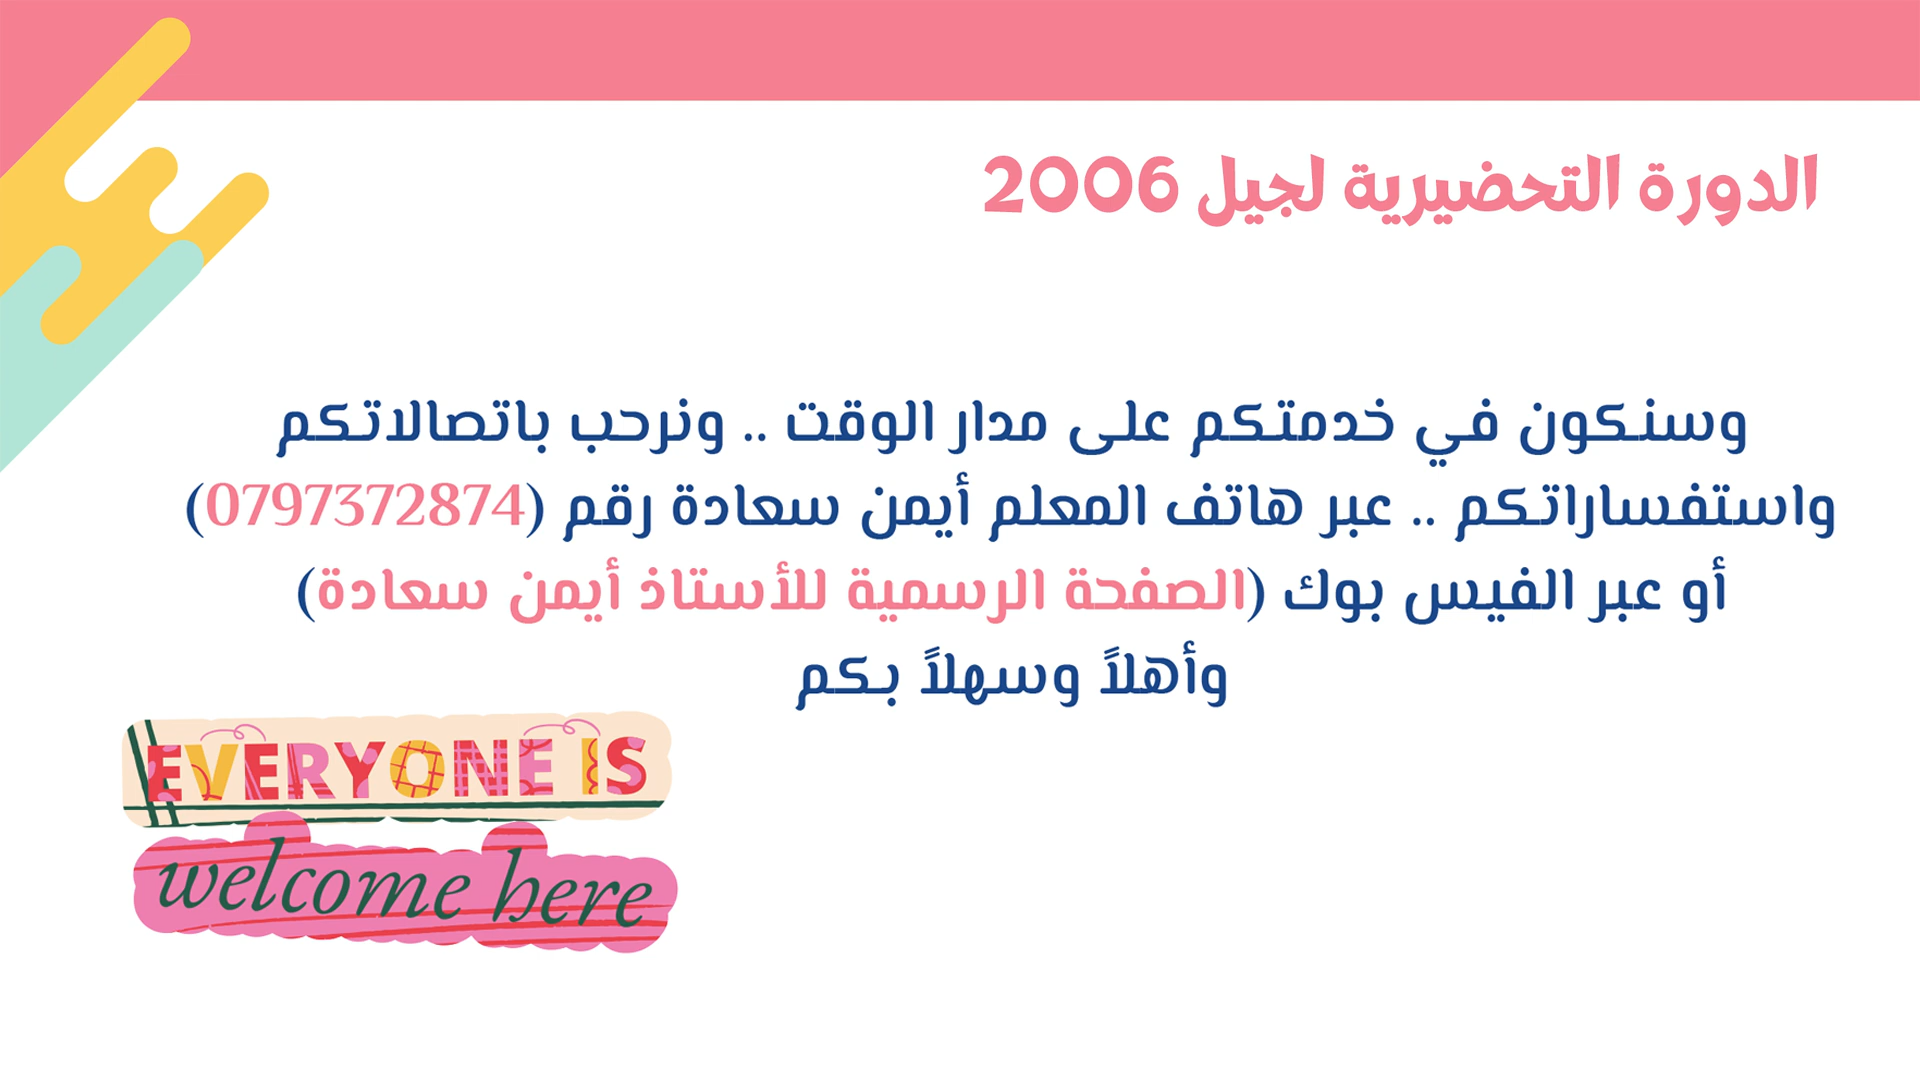 الدورة التحضيرية لجيل 2006
وسنكون في خدمتكم على مدار الوقت .. ونرحب باتصالاتكم
واستفساراتكم .. عبر هاتف المعلم أيمن سعادة رقم (0797372874)
أو عبر الفيس بوك (الصفحة الرسمية للأستاذ أيمن سعادة)
وأهلاً وسهلاً بكم
EVERYONE IS
welcome here